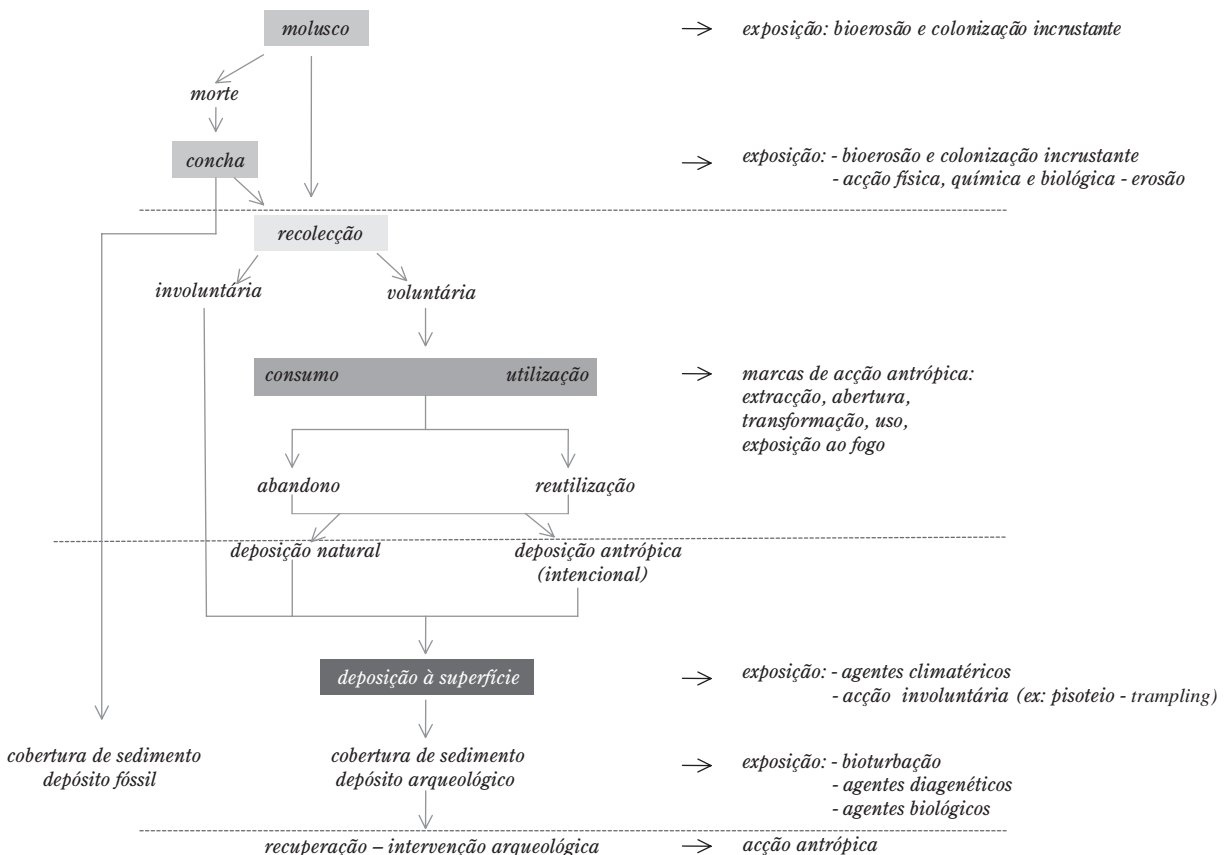 molusco
exposição: bioerosão e colonização incrustante
morte
concha
exposição: - bioerosão e colonização incrustante
- acção física, química e biológica - erosão
recolecção
involuntária
voluntária
consumo
utilização
marcas de acção antrópica:
extracção, abertura,
transformação, uso,
exposição ao fogo
abandono
reutilização
deposição natural
deposição antrópica
(intencional)
deposição à superfície
exposição: - agentes climatéricos
- acção involuntária (ex: pisoteio - trampling)
cobertura de sedimento
depósito fóssil
cobertura de sedimento
depósito arqueológico
exposição: - bioturbação
- agentes diagenéticos
- agentes biológicos
recuperação – intervenção arqueológica
acção antrópica